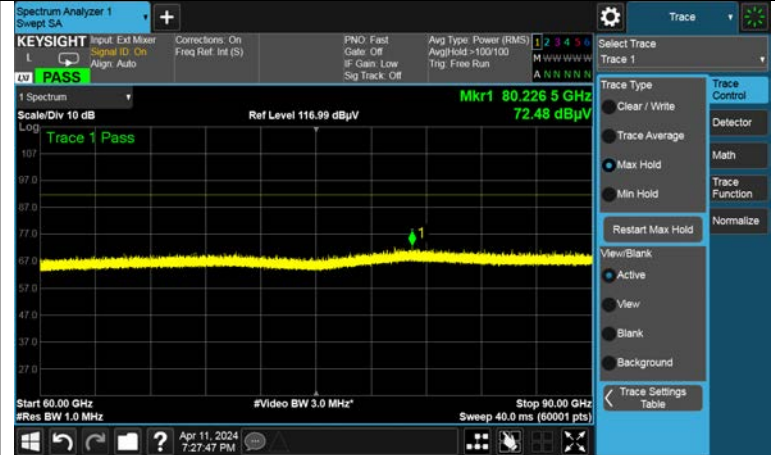 Spectrum Analyzer 1
Swept SA
+
Trace
KEYSIGHT
Input: Ext Mixer
Signal ID: On
Align: Auto
Corrections: On
Freq Ref: Int (S)
PNO: Fast
Gate: Off
IF Gain: Low
Sig Track: Off
Avg Type: Power (RMS)
Avg|Hold:>100/100
Trig: Free Run
1 2 3 4 5 6
M W W W W W
A N N N N N
L
PASS
1 Spectrum
Scale/Div 10 dB
Ref Level 116.99 dBµV
Mkr1 80.226 5 GHz
72.48 dBµV
Log
Trace 1 Pass
107
97.0
87.0
77.0
67.0
57.0
47.0
37.0
27.0
1
Start 60.00 GHz
#Res BW 1.0 MHz
#Video BW 3.0 MHz*
Stop 90.00 GHz
Sweep 40.0 ms (60001 pts)
Select Trace
Trace 1
Trace Type
Clear / Write
Trace Average
Max Hold
Min Hold
Restart Max Hold
View/Blank
Active
View
Blank
Background
Trace Settings
Table
Trace
Control
Detector
Math
Trace
Function
Normalize
?
Apr 11, 2024
7:27:47 PM